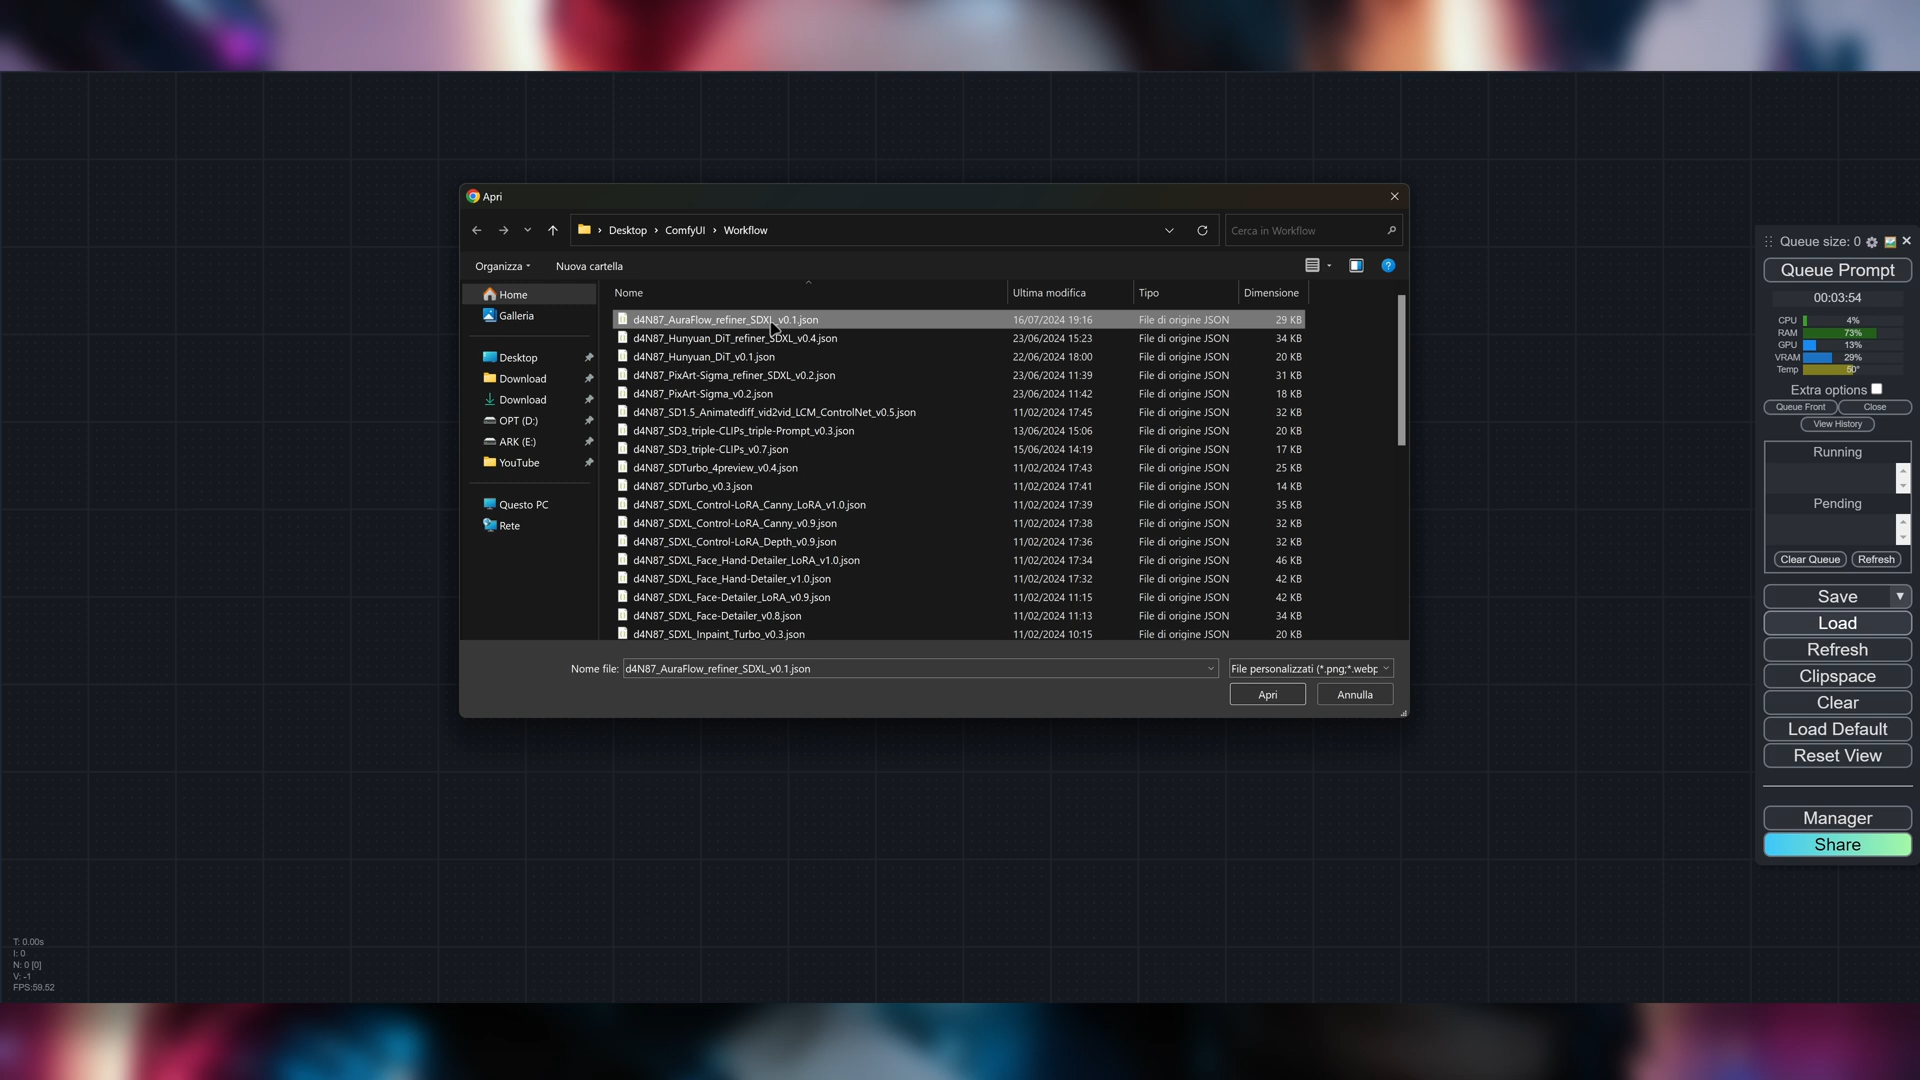 Apri
Desktop
ComfyUI
Workflow
Cerca in Workflow
Organizza
Nuova cartella
Home
Galleria
Desktop
Download
Download
OPT (D:)
ARK (E:)
YouTube
Questo PC
Rete
Nome Ultima modifica Tipo Dimensione
d4N87_AuraFlow_refiner_SDXL_v0.1.json 16/07/2024 19:16 File di origine JSON 29 KB
d4N87_Hunyuan_DiT_refiner_SDXL_v0.4.json 23/06/2024 15:23 File di origine JSON 34 KB
d4N87_Hunyuan_DiT_v0.1.json 22/06/2024 18:00 File di origine JSON 20 KB
d4N87_PixArt-Sigma_refiner_SDXL_v0.2.json 23/06/2024 11:39 File di origine JSON 31 KB
d4N87_PixArt-Sigma_v0.2.json 23/06/2024 11:42 File di origine JSON 18 KB
d4N87_SD1.5_Animatediff_vid2vid_LCM_ControlNet_v0.5.json 11/02/2024 17:45 File di origine JSON 32 KB
d4N87_SD3_triple-CLIPs_triple-Prompt_v0.3.json 13/06/2024 15:06 File di origine JSON 20 KB
d4N87_SD3_triple-CLIPs_v0.7.json 15/06/2024 14:19 File di origine JSON 17 KB
d4N87_SDTurbo_4preview_v0.4.json 11/02/2024 17:43 File di origine JSON 25 KB
d4N87_SDTurbo_v0.3.json 11/02/2024 17:41 File di origine JSON 14 KB
d4N87_SDXL_Control-LoRA_Canny_LoRA_v1.0.json 11/02/2024 17:39 File di origine JSON 35 KB
d4N87_SDXL_Control-LoRA_Canny_v0.9.json 11/02/2024 17:38 File di origine JSON 32 KB
d4N87_SDXL_Control-LoRA_Depth_v0.9.json 11/02/2024 17:36 File di origine JSON 32 KB
d4N87_SDXL_Face_Hand-Detailer_LoRA_v1.0.json 11/02/2024 17:34 File di origine JSON 46 KB
d4N87_SDXL_Face_Hand-Detailer_v1.0.json 11/02/2024 17:32 File di origine JSON 42 KB
d4N87_SDXL_Face-Detailer_LoRA_v0.9.json 11/02/2024 11:15 File di origine JSON 42 KB
d4N87_SDXL_Face-Detailer_v0.8.json 11/02/2024 11:13 File di origine JSON 34 KB
d4N87_SDXL_Inpaint_Turbo_v0.3.json 11/02/2024 10:15 File di origine JSON 20 KB
Nome file: d4N87_AuraFlow_refiner_SDXL_v0.1.json
File personalizzati (*.png;*.webp
Apri
Annulla
Queue size: 0
Queue Prompt
00:03:54
CPU 4%
RAM 73%
GPU 13%
VRAM 29%
Temp 50°
Extra options
Queue Front
Close
View History
Running
Pending
Clear Queue
Refresh
Save
Load
Refresh
Clipspace
Clear
Load Default
Reset View
Manager
Share
T: 0.00s
I: 0
N: 0 [0]
V: -1
FPS:59.52